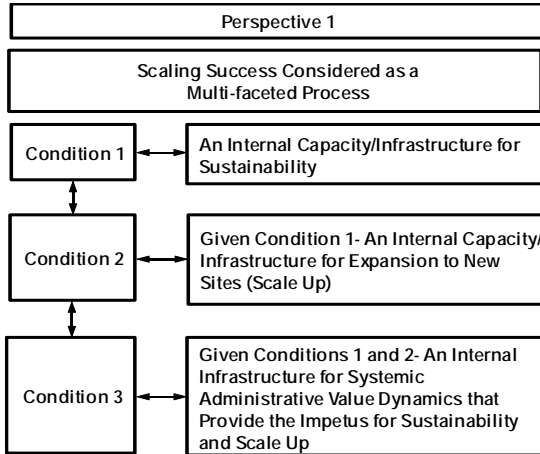 Perspective 1
Scaling Success Considered as a
Multi-faceted Process
Condition 1
An Internal Capacity/Infrastructure for
Sustainability
Condition 2
Given Condition 1- An Internal Capacity/
Infrastructure for Expansion to New
Sites (Scale Up)
Condition 3
Given Conditions 1 and 2- An Internal
Infrastructure for Systemic
Administrative Value Dynamics that
Provide the Impetus for Sustainability
and Scale Up